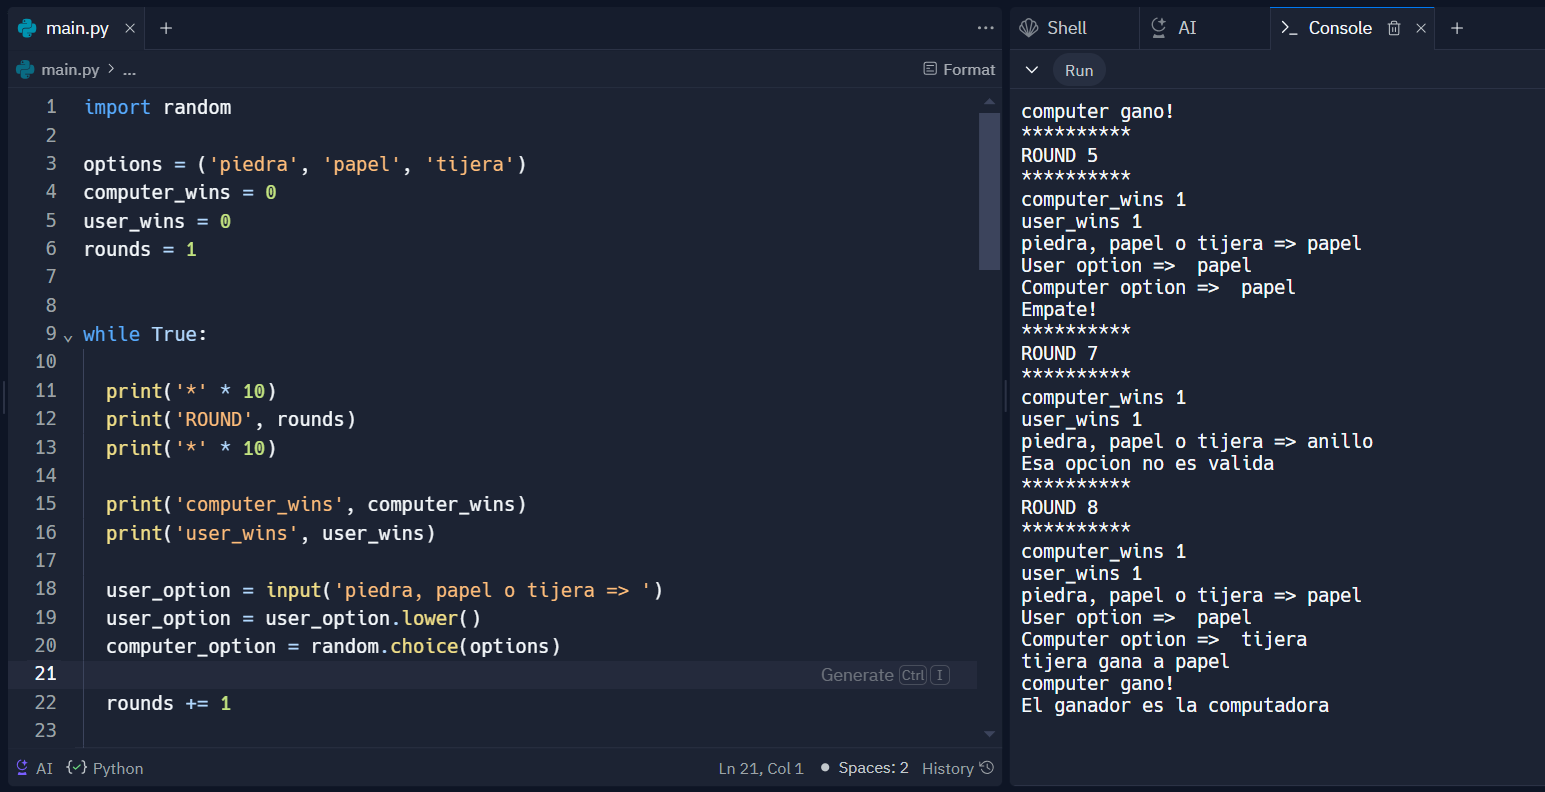 main.py
main.py > ...
Format
1 import random
2
3 options = ('piedra', 'papel', 'tijera')
4 computer_wins = 0
5 user_wins = 0
6 rounds = 1
7
8
9 while True:
10
11 print('*' * 10)
12 print('ROUND', rounds)
13 print('*' * 10)
14
15 print('computer_wins', computer_wins)
16 print('user_wins', user_wins)
17
18 user_option = input('piedra, papel o tijera => ')
19 user_option = user_option.lower()
20 computer_option = random.choice(options)
21 Generate Ctrl I
22 rounds += 1
23
AI Python
Ln 21, Col 1 Spaces: 2 History
Shell AI Console
Run
computer gano!
**********
ROUND 5
**********
computer_wins 1
user_wins 1
piedra, papel o tijera => papel
User option =>  papel
Computer option =>  papel
Empate!
**********
ROUND 7
**********
computer_wins 1
user_wins 1
piedra, papel o tijera => anillo
Esa opcion no es valida
**********
ROUND 8
**********
computer_wins 1
user_wins 1
piedra, papel o tijera => papel
User option =>  papel
Computer option =>  tijera
tijera gana a papel
computer gano!
El ganador es la computadora